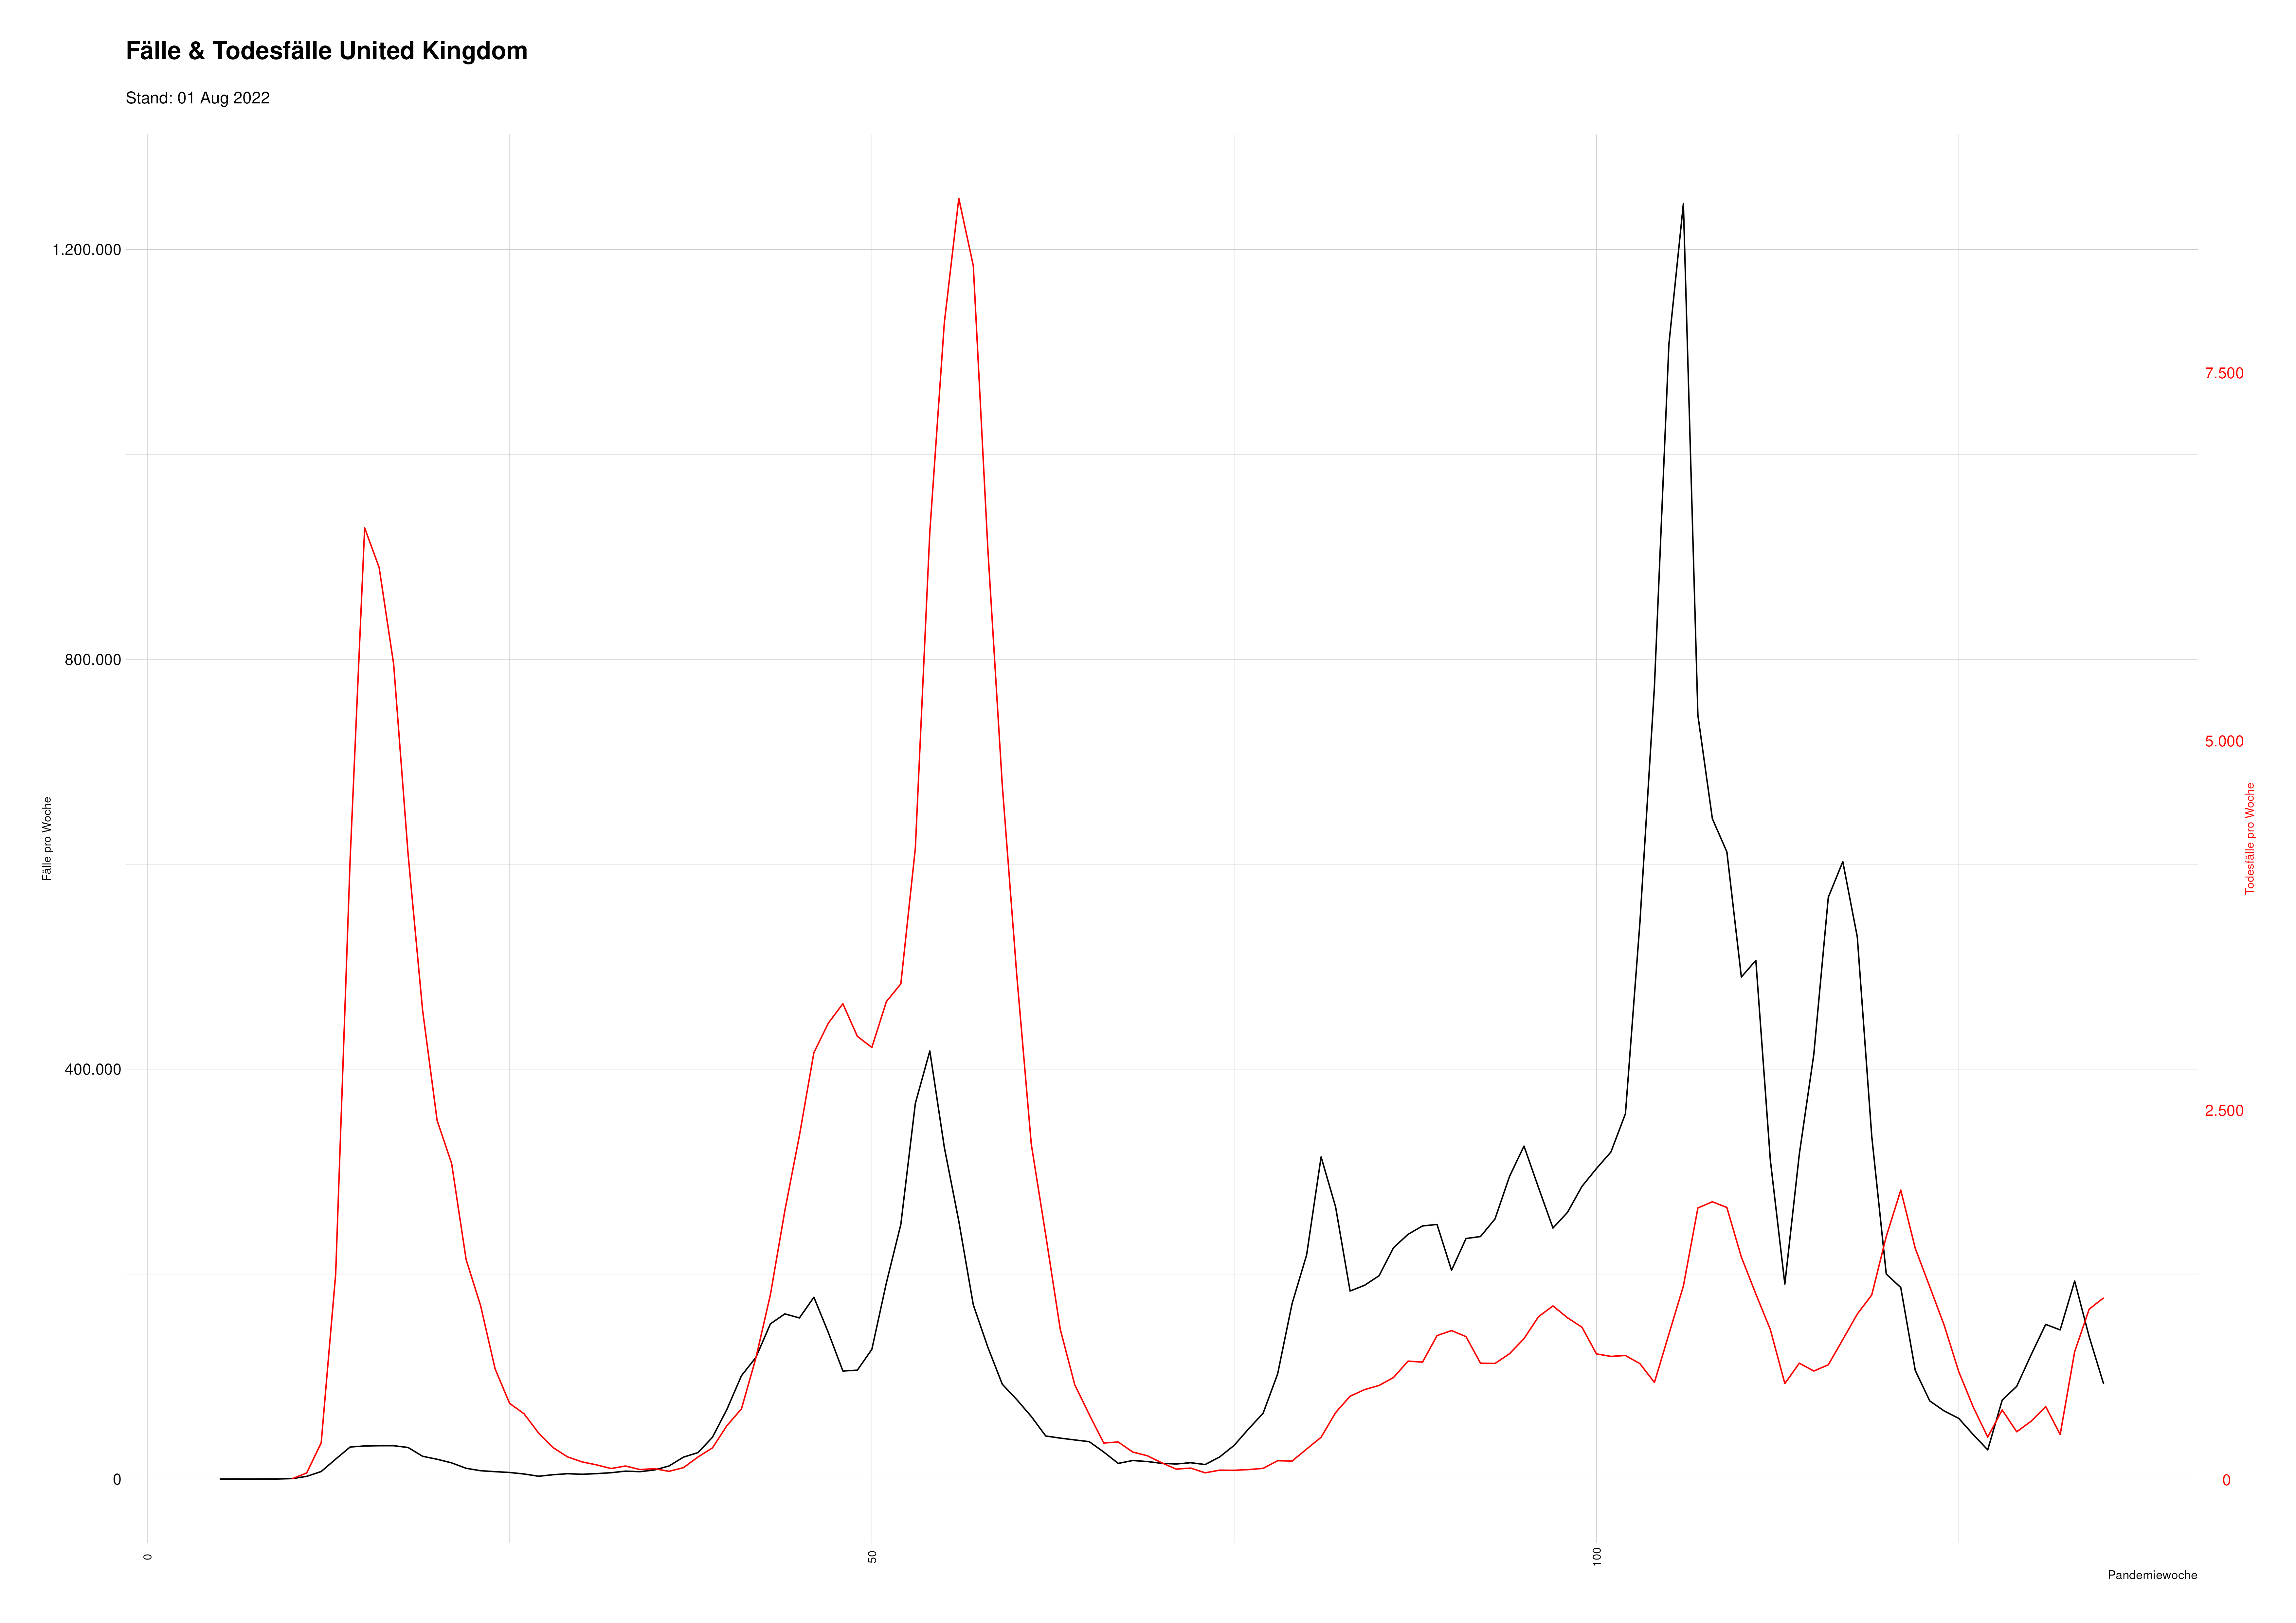 Fälle & Todesfälle United Kingdom
Stand: 01 Aug 2022
1.200.000
800.000
400.000
0
Fälle pro Woche
7.500
5.000
2.500
0
Todesfälle pro Woche
0
50
100
Pandemiewoche